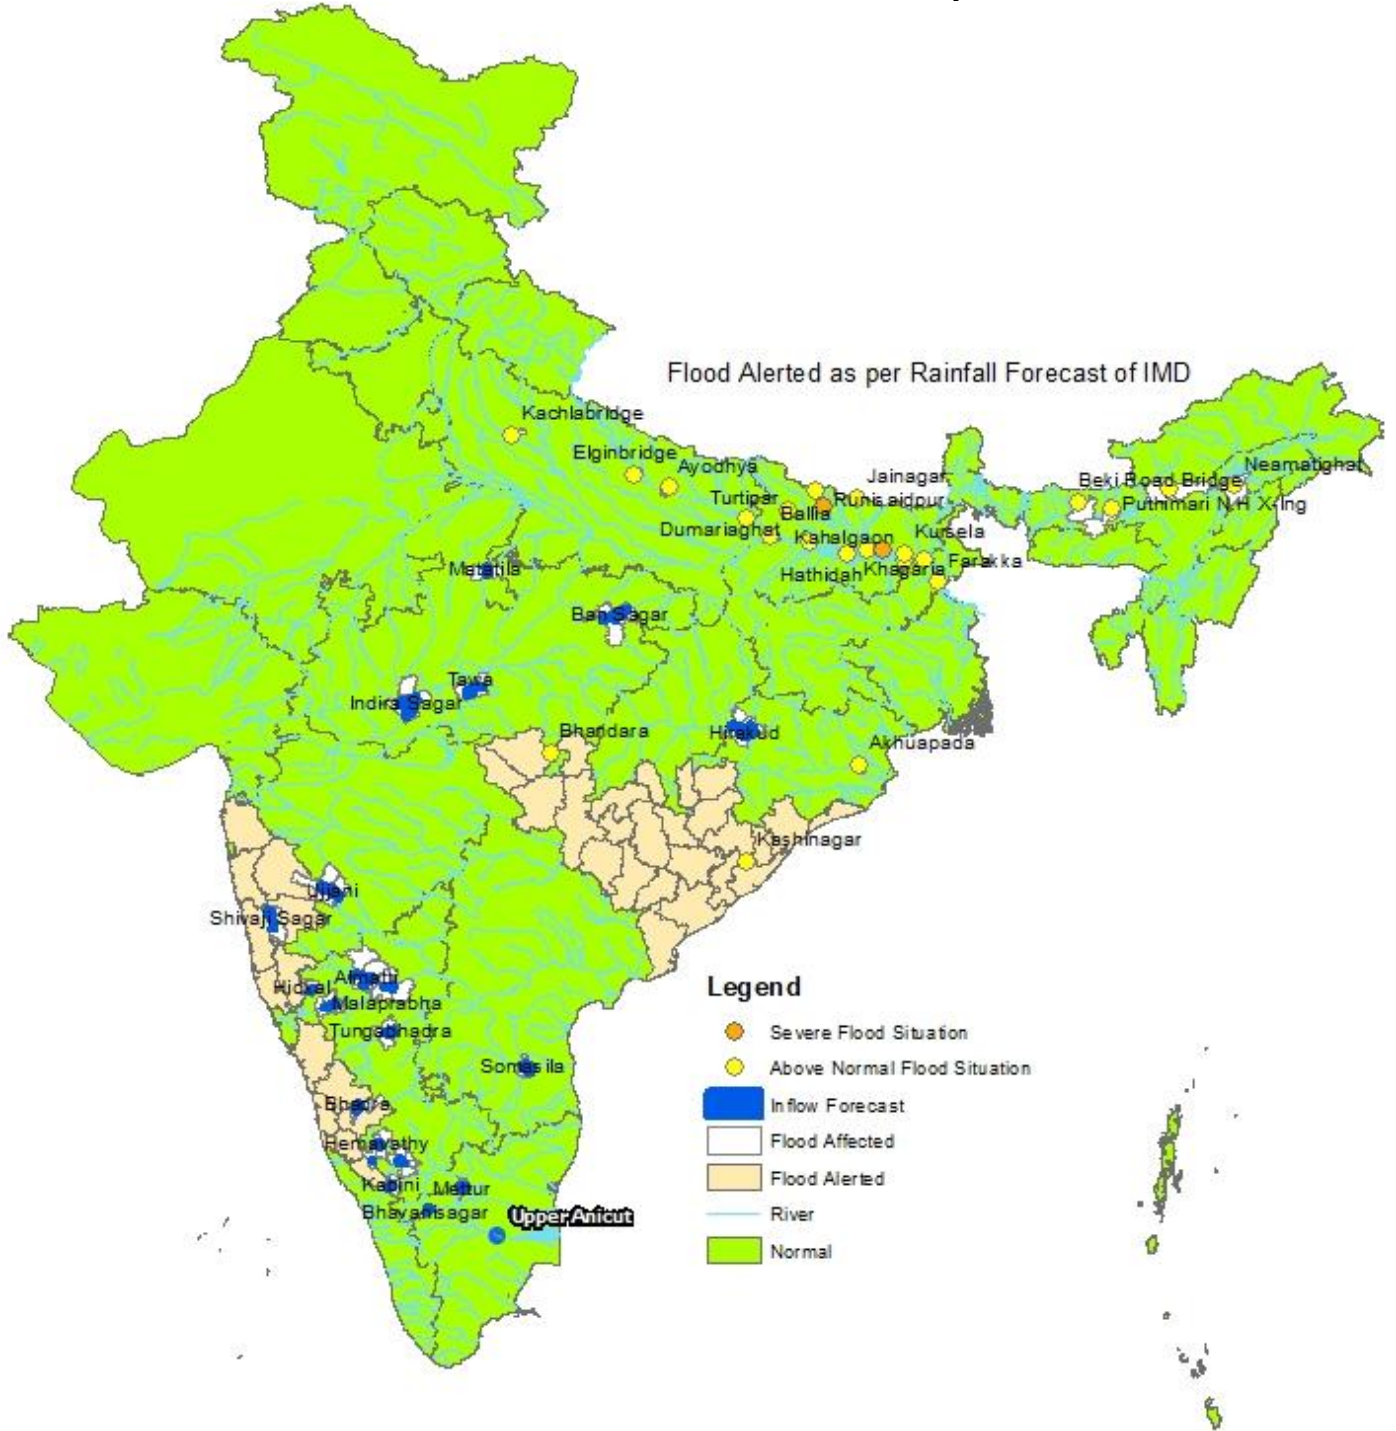 Flood Alerted as per Rainfall Forecast of IMD
Kachlabridge
Elginbridge
Ayodhya
Jainagar
Neamatighat
Beki Road Bridge
Turtipar
Runisaidpur
Puthimari N.H X-Ing
Ballia
Dumariaghat
Kahalgaon
Kursela
Matatila
Hathidah
Khagaria
Farakka
Ban Sagar
Tawa
Indira Sagar
Bhandara
Hirakud
Akhuapada
Kashinagar
Ujjani
Shivaji Sagar
Almatti
Hidkal
Malaprabha
Tungabhadra
Somasila
Bhadra
Hemavathy
Kabini
Mettur
Bhavanisagar
Upper Anicut
Legend
Severe Flood Situation
Above Normal Flood Situation
Inflow Forecast
Flood Affected
Flood Alerted
River
Normal